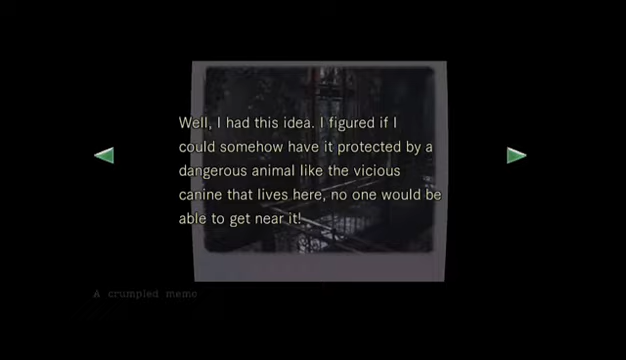 Well, I had this idea. I figured if I
could somehow have it protected by a
dangerous animal like the vicious
canine that lives here, no one would be
able to get near it!
A crumpled memo